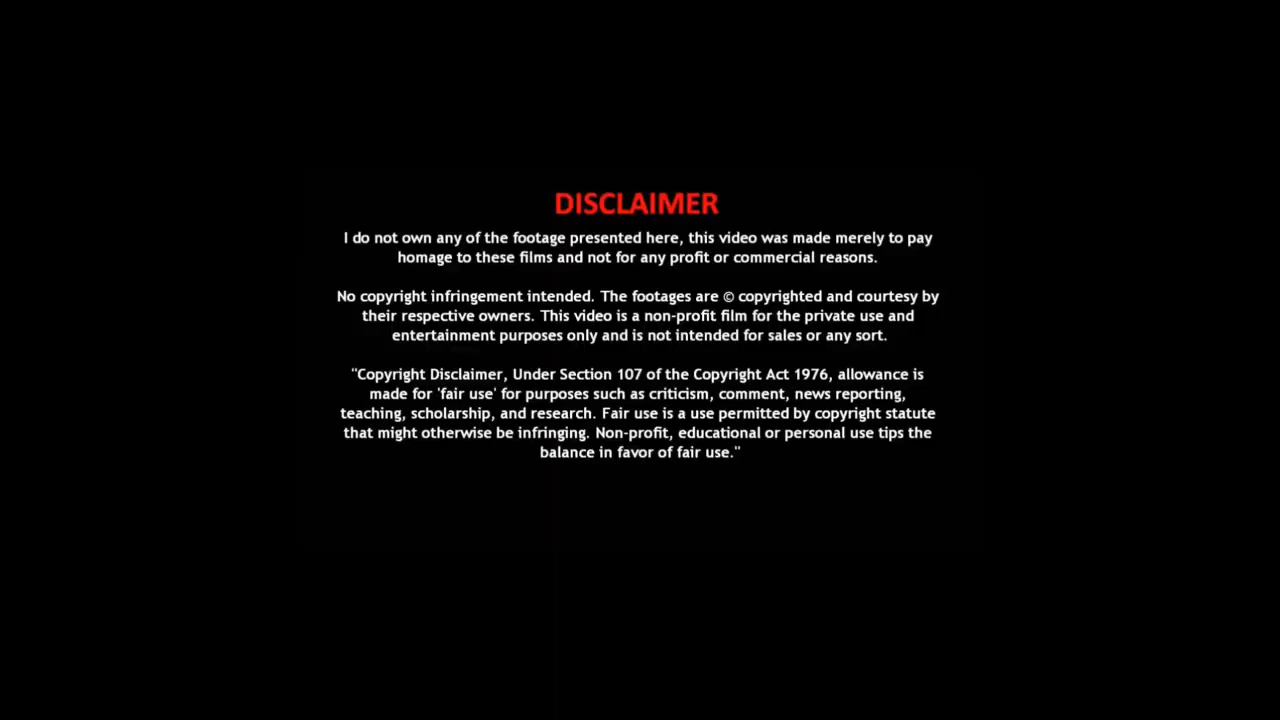 DISCLAIMER
I do not own any of the footage presented here, this video was made merely to pay
homage to these films and not for any profit or commercial reasons.
No copyright infringement intended. The footages are © copyrighted and courtesy by
their respective owners. This video is a non-profit film for the private use and
entertainment purposes only and is not intended for sales or any sort.
"Copyright Disclaimer, Under Section 107 of the Copyright Act 1976, allowance is
made for 'fair use' for purposes such as criticism, comment, news reporting,
teaching, scholarship, and research. Fair use is a use permitted by copyright statute
that might otherwise be infringing. Non-profit, educational or personal use tips the
balance in favor of fair use."